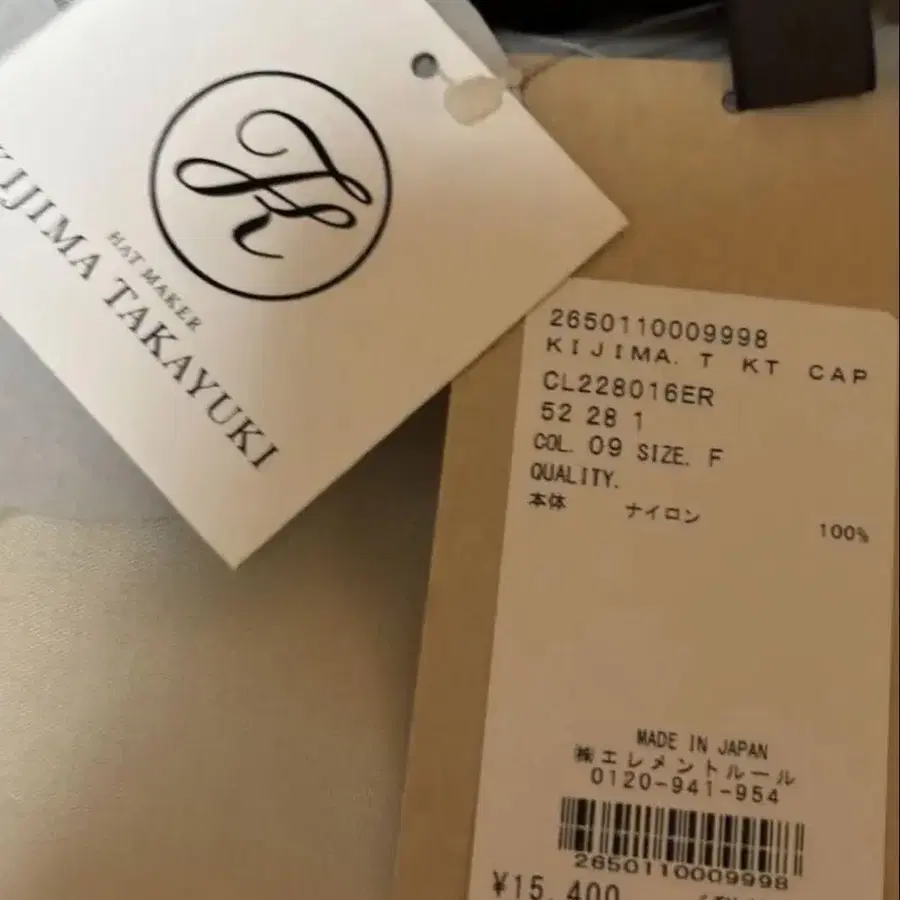 TK
HAT MAKER
KIJIMA TAKAYUKI
2650110009998
KIJIMA. T KT CAP
CL228016ER
52 28 1
COL. 09 SIZE. F
QUALITY.
本体 ナイロン 100%
MADE IN JAPAN
㈱エレメントルール
0120-941-954
2650110009998
¥15,400